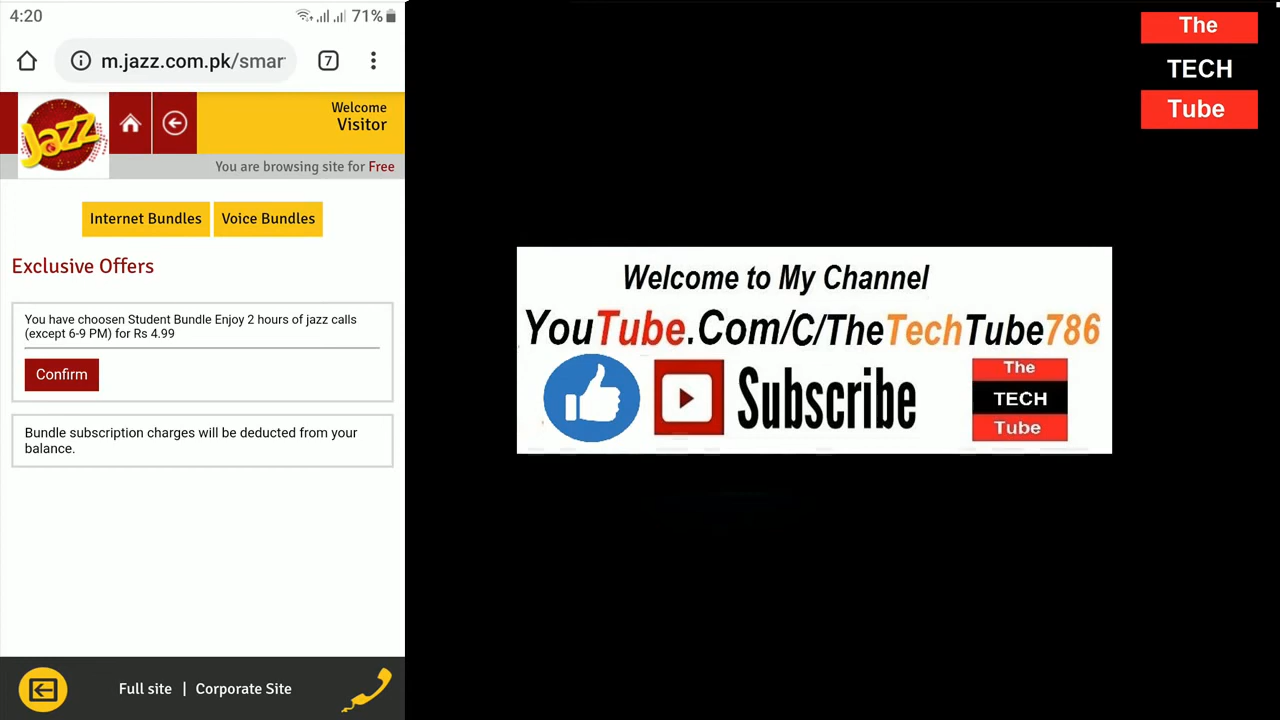 4:20
71%
m.jazz.com.pk/smar
7
Jazz
Welcome
Visitor
You are browsing site for Free
Internet Bundles
Voice Bundles
Exclusive Offers
You have choosen Student Bundle Enjoy 2 hours of jazz calls
(except 6-9 PM) for Rs 4.99
Confirm
Bundle subscription charges will be deducted from your
balance.
Full site | Corporate Site
The
TECH
Tube
Welcome to My Channel
YouTube.Com/C/TheTechTube786
Subscribe
The
TECH
Tube